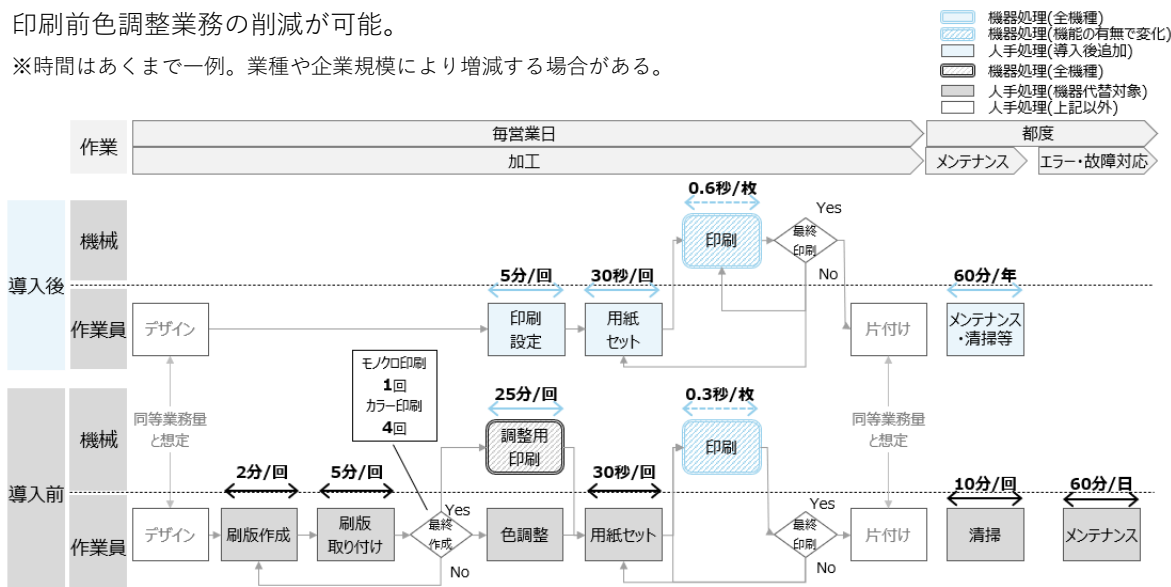 印刷前色調整業務の削減が可能。
※時間はあくまで一例。業種や企業規模により増減する場合がある。
機器処理(全機種)
機器処理(機能の有無で変化)
人手処理(導入後追加)
機器処理(全機種)
人手処理(機器代替対象)
人手処理(上記以外)
作業
毎営業日
都度
加工
メンテナンス
エラー・故障対応
導入後
機械
0.6秒/枚
印刷
最終
印刷
Yes
No
作業員
デザイン
5分/回
印刷
設定
30秒/回
用紙
セット
片付け
60分/年
メンテナンス
・清掃等
同等業務量
と想定
モノクロ印刷
1回
カラー印刷
4回
同等業務量
と想定
導入前
機械
25分/回
調整用
印刷
0.3秒/枚
印刷
作業員
デザイン
2分/回
刷版作成
5分/回
刷版
取り付け
最終
作成
Yes
No
色調整
30秒/回
用紙セット
最終
印刷
Yes
No
片付け
10分/回
清掃
60分/日
メンテナンス